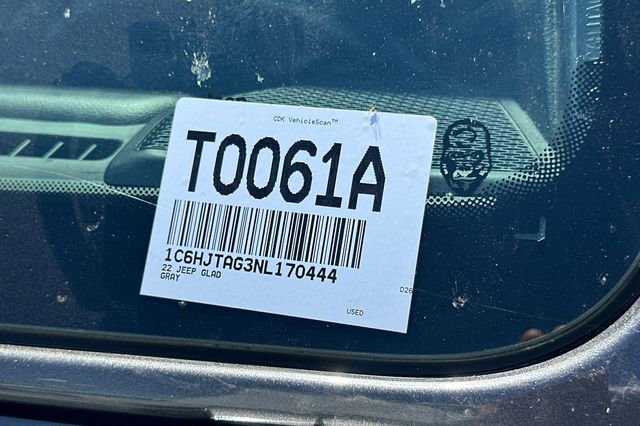 CDK VehicleScan™
T0061A
1C6HJTAG3NL170444
22 JEEP GLAD
GRAY
D26
USED